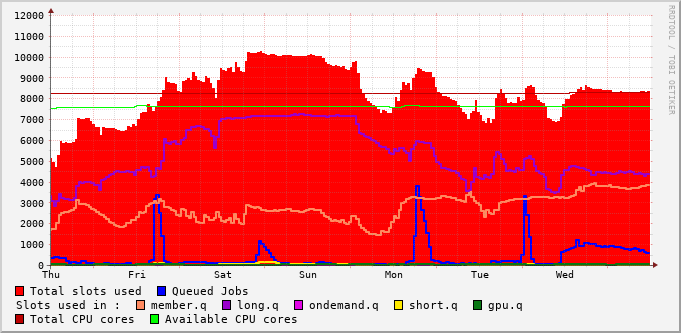 12000
11000
10000
9000
8000
7000
6000
5000
4000
3000
2000
1000
0
Thu Fri Sat Sun Mon Tue Wed
Total slots used Queued Jobs
Slots used in : member.q long.q ondemand.q short.q gpu.q
Total CPU cores Available CPU cores
RRDTOOL / TOBI OETIKER